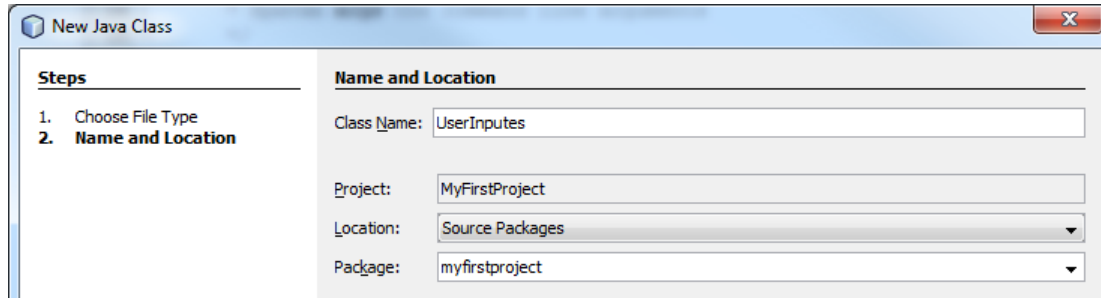 New Java Class
Steps
1. Choose File Type
2. Name and Location
Name and Location
Class Name: UserInputes
Project: MyFirstProject
Location: Source Packages
Package: myfirstproject